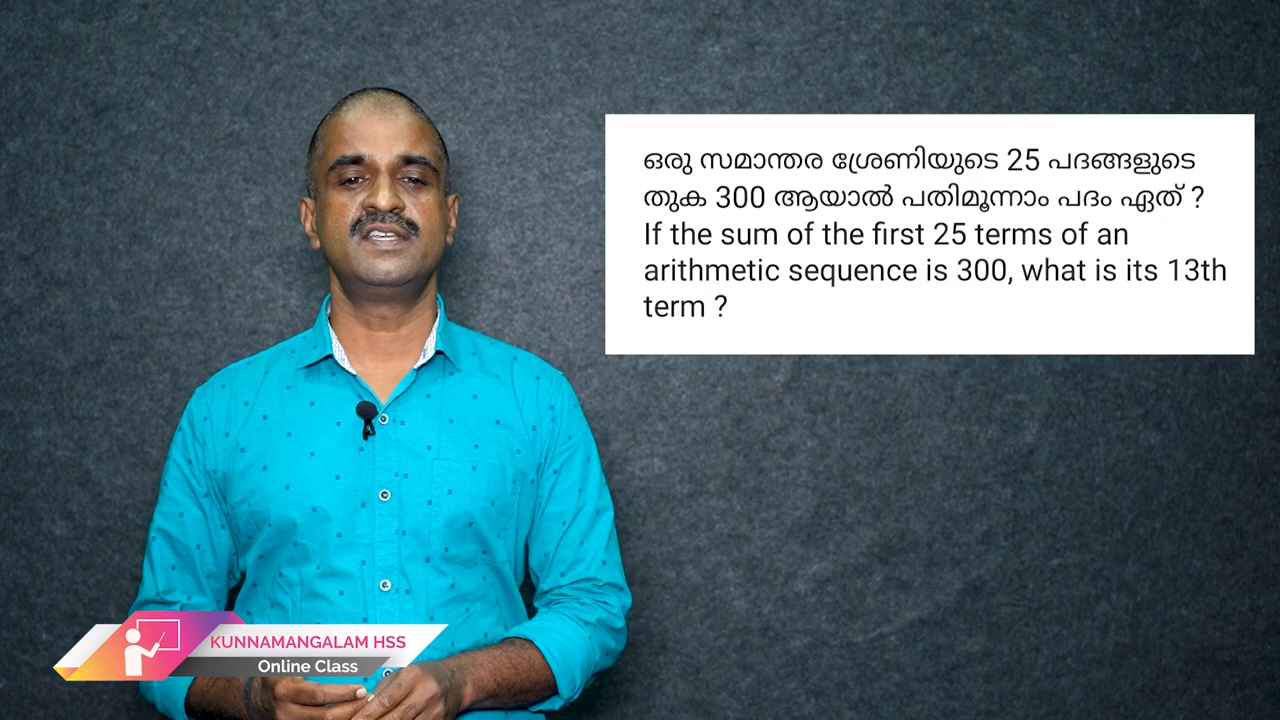 ഒരു സമാന്തര ശ്രേണിയുടെ 25 പദങ്ങളുടെ
തുക 300 ആയാൽ പതിമൂന്നാം പദം ഏത് ?
If the sum of the first 25 terms of an
arithmetic sequence is 300, what is its 13th
term ?
KUNNAMANGALAM HSS
Online Class